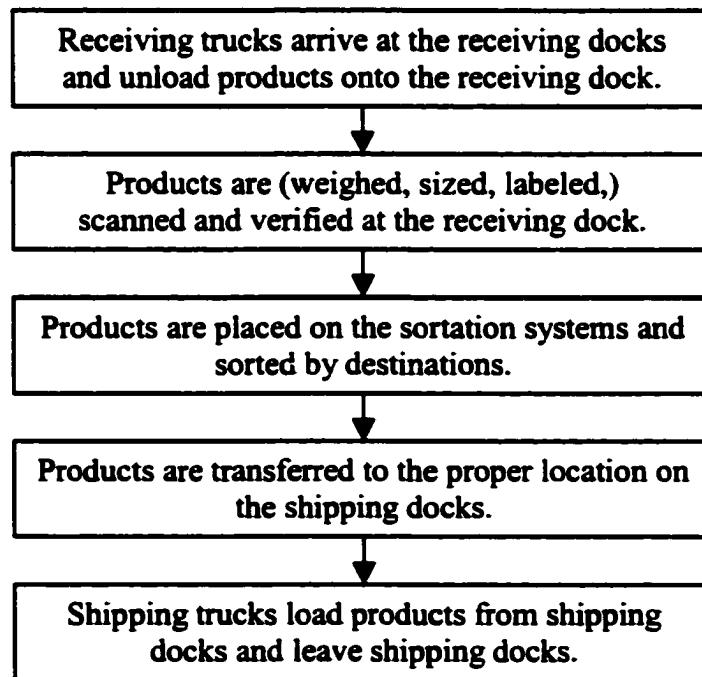 Receiving trucks arrive at the receiving docks
and unload products onto the receiving dock.
Products are (weighed, sized, labeled,)
scanned and verified at the receiving dock.
Products are placed on the sortation systems and
sorted by destinations.
Products are transferred to the proper location on
the shipping docks.
Shipping trucks load products from shipping
docks and leave shipping docks.